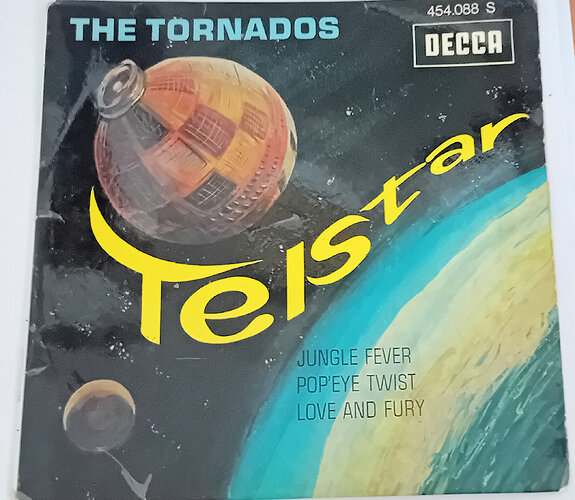 454.088 S
THE TORNADOS
DECCA
Telstar
JUNGLE FEVER
POP'EYE TWIST
LOVE AND FURY